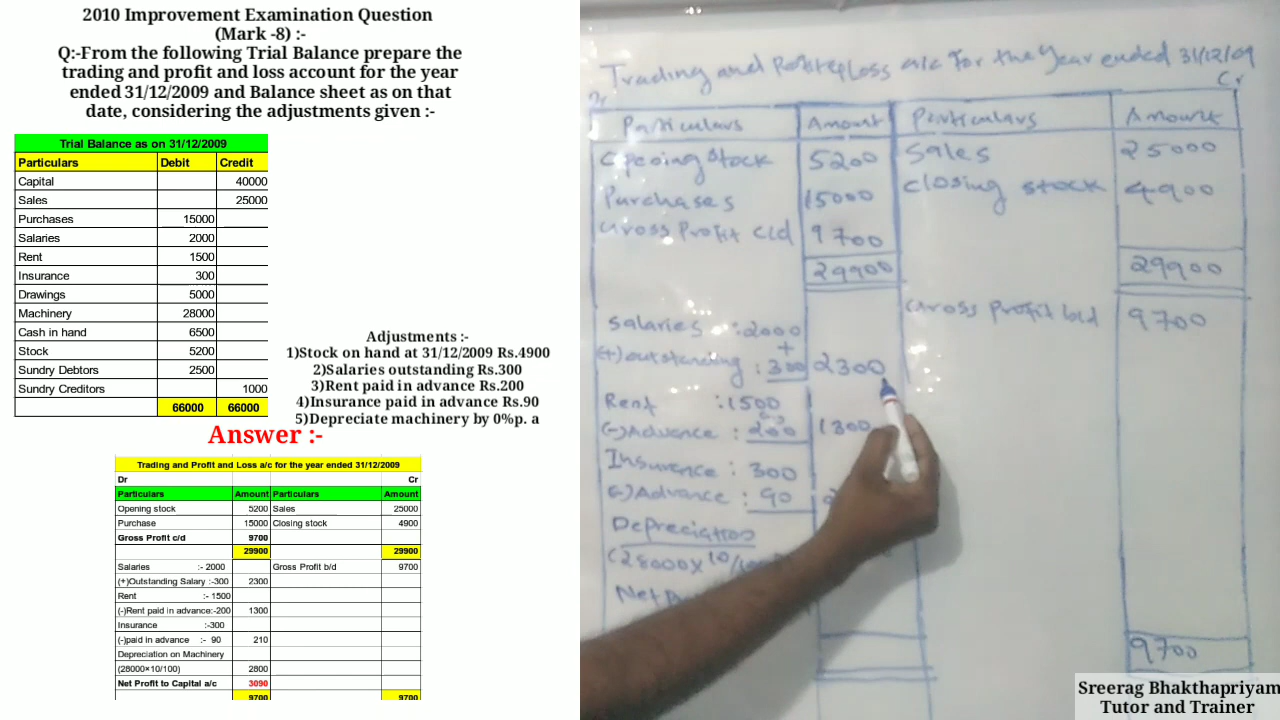 2010 Improvement Examination Question
(Mark -8) :-
Q:-From the following Trial Balance prepare the
trading and profit and loss account for the year
ended 31/12/2009 and Balance sheet as on that
date, considering the adjustments given :-
Trial Balance as on 31/12/2009
Particulars Debit Credit
Capital 40000
Sales 25000
Purchases 15000
Salaries 2000
Rent 1500
Insurance 300
Drawings 5000
Machinery 28000
Cash in hand 6500
Stock 5200
Sundry Debtors 2500
Sundry Creditors 1000
66000 66000
Adjustments :-
1)Stock on hand at 31/12/2009 Rs.4900
2)Salaries outstanding Rs.300
3)Rent paid in advance Rs.200
4)Insurance paid in advance Rs.90
5)Depreciate machinery by 0%p. a
Answer :-
Trading and Profit and Loss a/c for the year ended 31/12/2009
Dr Cr
Particulars Amount Particulars Amount
Opening stock 5200 Sales 25000
Purchase 15000 Closing stock 4900
Gross Profit c/d 9700
29900 29900
Salaries :- 2000 Gross Profit b/d 9700
(+)Outstanding Salary :-300 2300
Rent :- 1500
(-)Rent paid in advance:-200 1300
Insurance :-300
(-)paid in advance :- 90 210
Depreciation on Machinery
(28000×10/100) 2800
Net Profit to Capital a/c 3090
9700 9700
Trading and loss a/c for the Year ended 31/12/09
Cr
Particulars Amount Particulars Amount
Opening Stock 5200 Sales 25000
Purchases 15000 Closing stock 4900
Gross Profit c/d 9700
29900 29900
Gross Profit b/d 9700
Salaries :2000
+
(+)outstanding : 300 2300
Rent :1500
(-)Advance : 200 1300
Insurence : 300
(-)Advance : 90
Depreciation
(28000×10/100
Net
9700
Sreerag Bhakthapriyam
Tutor and Trainer